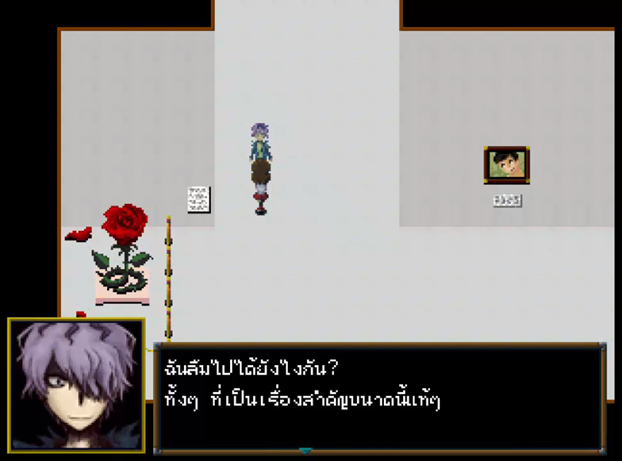 ฉันลืมไปได้ยังไงกัน?
ทั้งๆ ที่เป็นเรื่องสำคัญขนาดนี้แท้ๆ